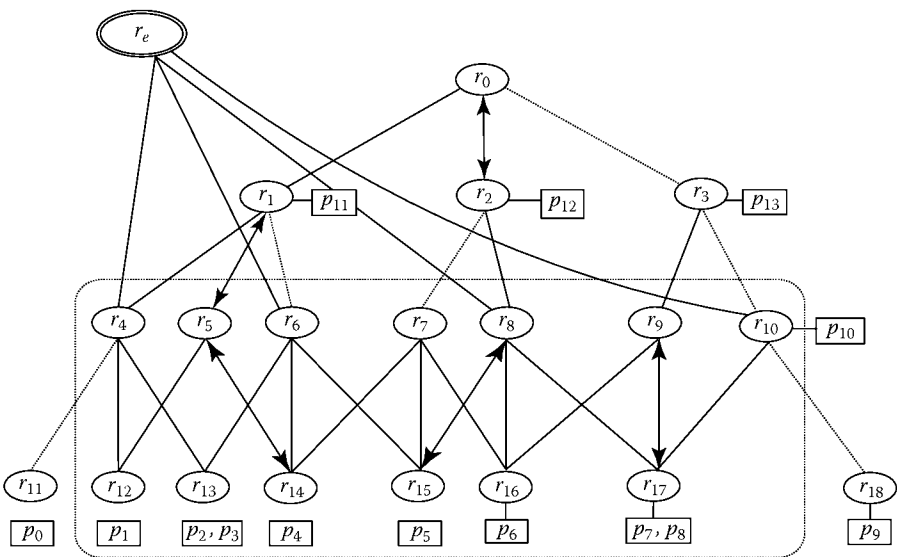 r_e
r_0
r_1 p_11 r_2 p_12 r_3 p_13
r_4 r_5 r_6 r_7 r_8 r_9 r_10 p_10
r_11 r_12 r_13 r_14 r_15 r_16 r_17 r_18
p_0 p_1 p_2, p_3 p_4 p_5 p_6 p_7, p_8 p_9